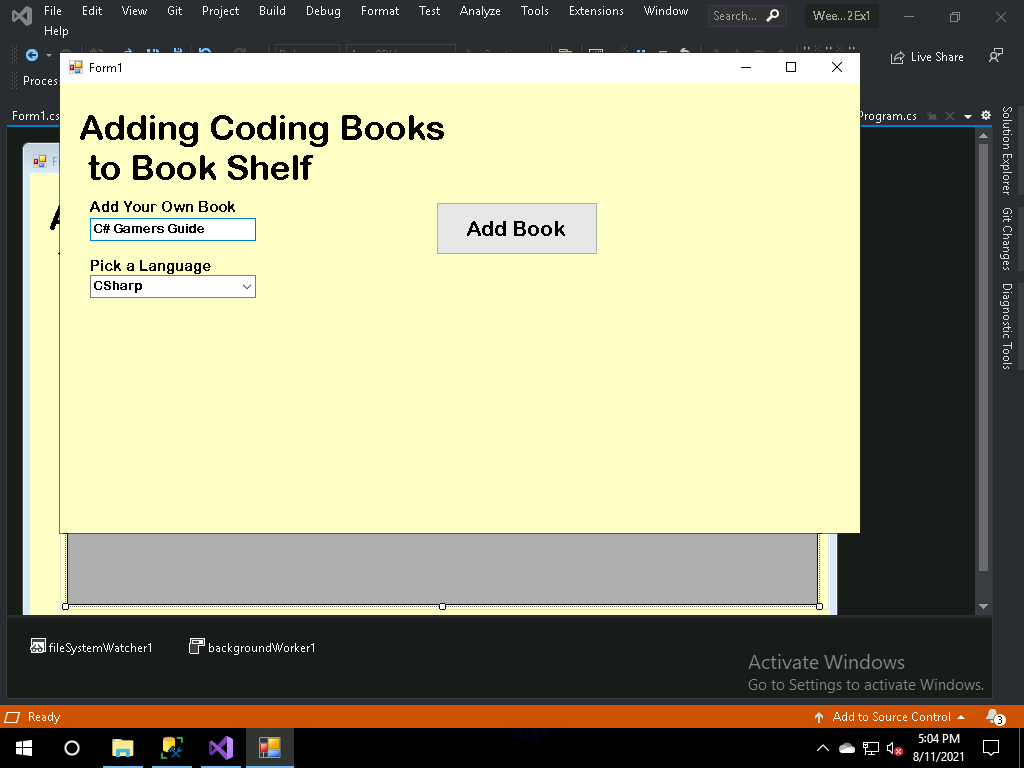 File Edit View Git Project Build Debug Format Test Analyze Tools Extensions Window Search... Wee...2Ex1
Help
Live Share
Form1
Proces
Form1.cs
Program.cs
Adding Coding Books
to Book Shelf
Add Your Own Book
C# Gamers Guide
Add Book
Pick a Language
CSharp
Solution Explorer
Git Changes
Diagnostic Tools
fileSystemWatcher1 backgroundWorker1
Activate Windows
Go to Settings to activate Windows.
Ready
Add to Source Control
3
5:04 PM
8/11/2021